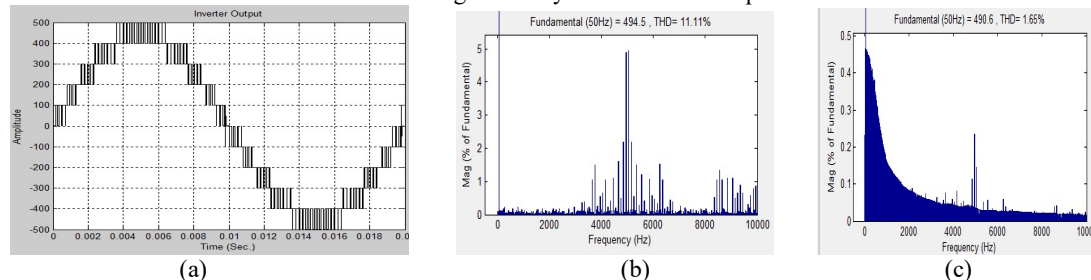 Inverter Output
Amplitude
500
400
300
200
100
0
-100
-200
-300
-400
-500
0 0.002 0.004 0.006 0.008 0.01 0.012 0.014 0.016 0.018 0.0
Time (Sec.)
(a)
Fundamental (50Hz) = 494.5 , THD= 11.11%
Mag (% of Fundamental)
5
4
3
2
1
0
0 2000 4000 6000 8000 10000
Frequency (Hz)
(b)
Fundamental (50Hz) = 490.6 , THD= 1.65%
Mag (% of Fundamental)
0.5
0.4
0.3
0.2
0.1
0
0 2000 4000 6000 8000 10000
Frequency (Hz)
(c)